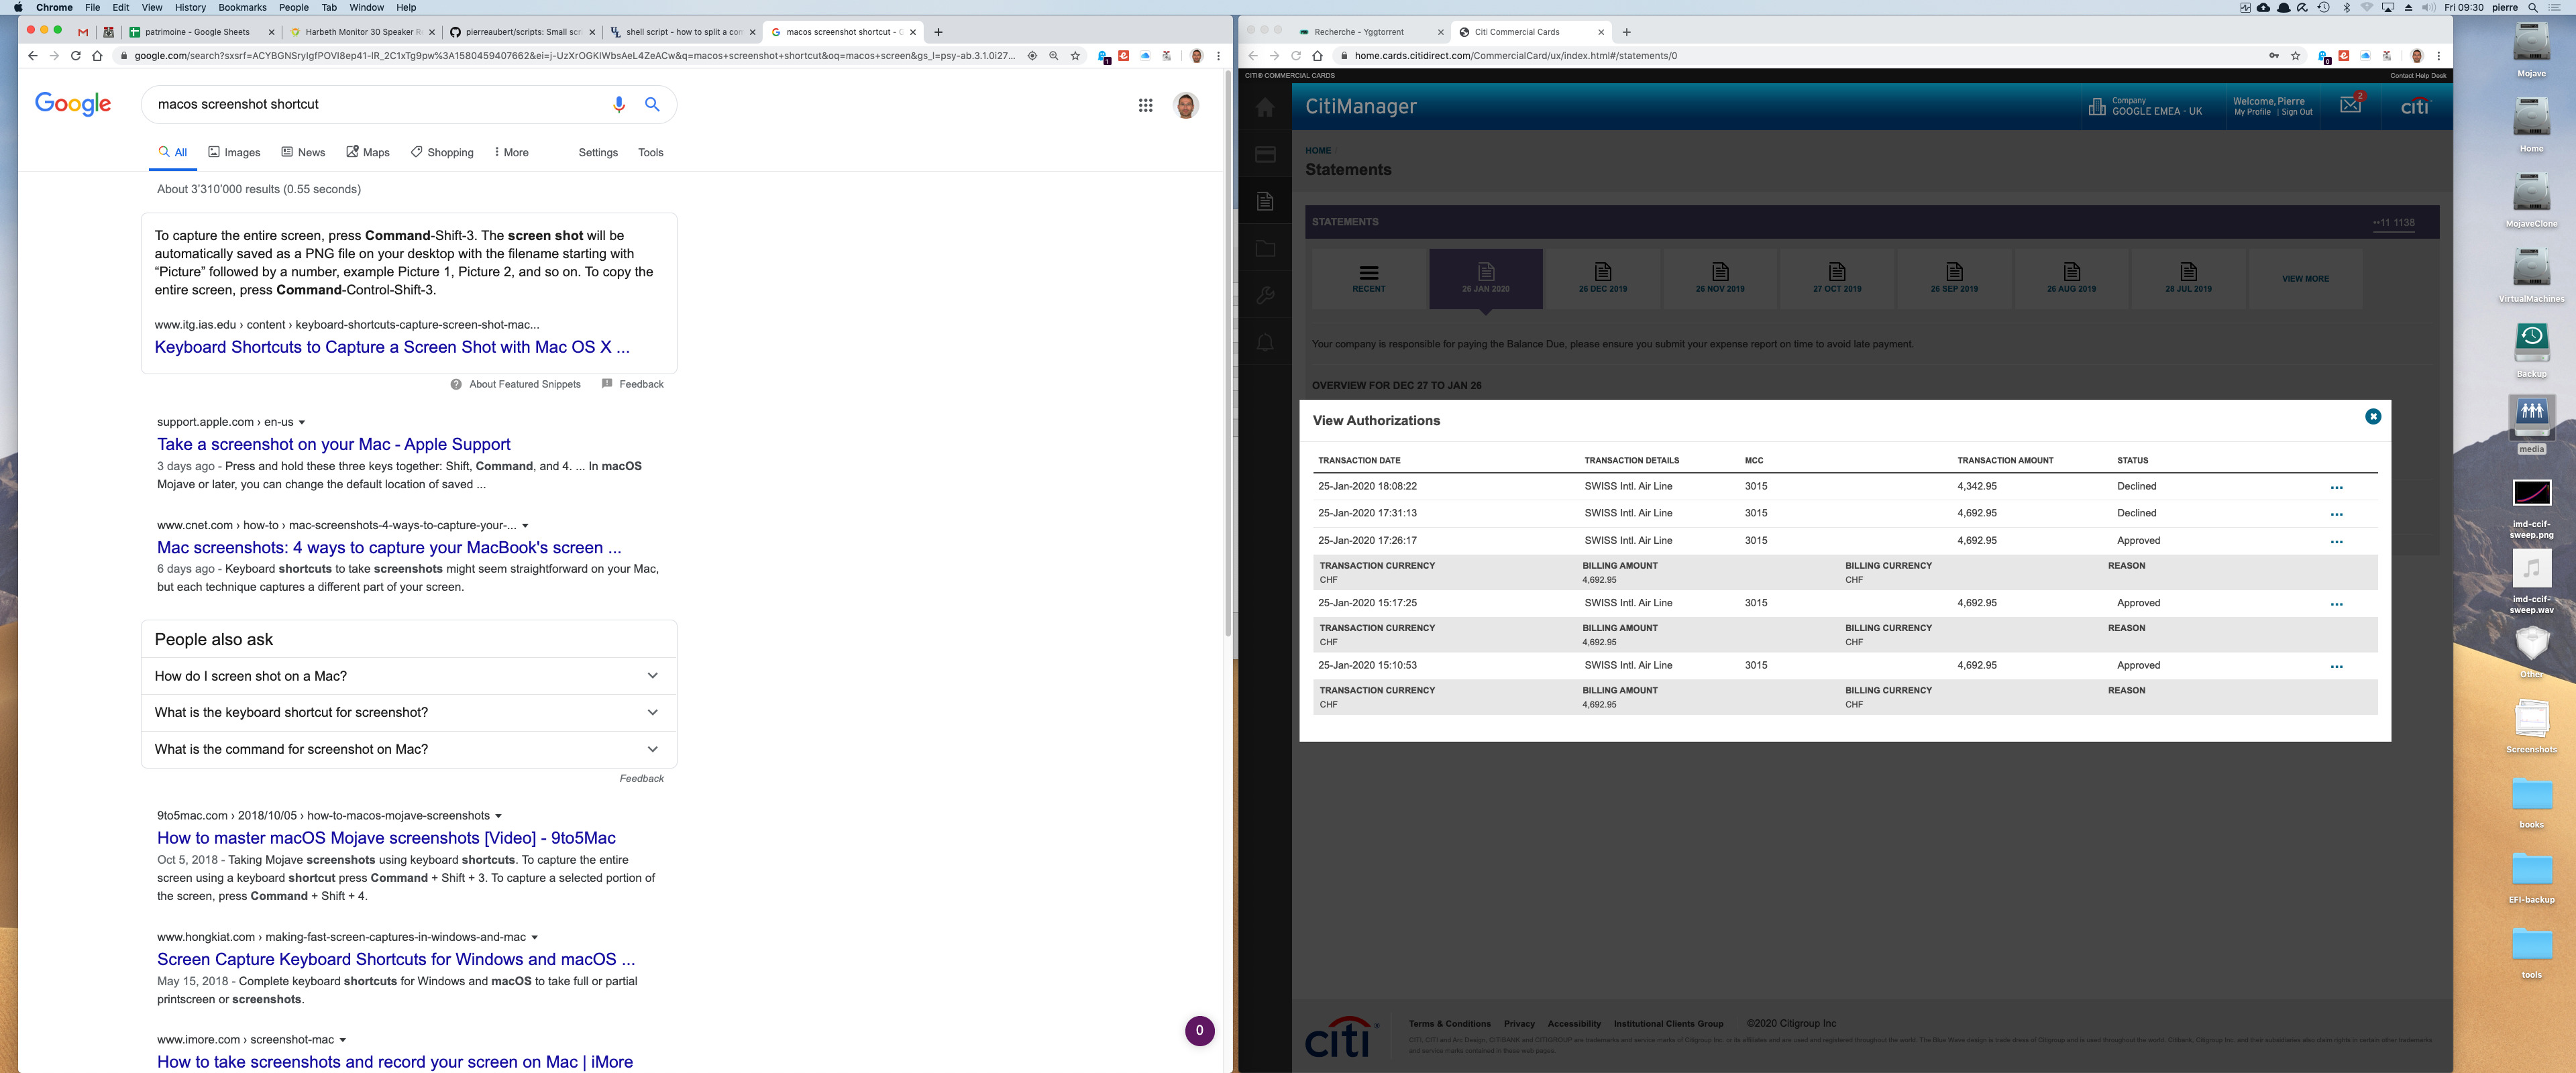 Chrome File Edit View History Bookmarks People Tab Window Help
Fri 09:30 pierre
patrimoine - Google Sheets
Harbeth Monitor 30 Speaker R
pierreaubert/scripts: Small scri
shell script - how to split a con
macos screenshot shortcut - G
google.com/search?sxsrf=ACYBGNSrylgfPOVI8ep41-IR_2C1xTg9pw%3A1580459407662&ei=j-UzXrOGKIWbsAeL4ZeACw&q=macos+screenshot+shortcut&oq=macos+screen&gs_l=psy-ab.3.1.0i27...
Google
macos screenshot shortcut
All Images News Maps Shopping More Settings Tools
About 3'310'000 results (0.55 seconds)
To capture the entire screen, press Command-Shift-3. The screen shot will be
automatically saved as a PNG file on your desktop with the filename starting with
“Picture” followed by a number, example Picture 1, Picture 2, and so on. To copy the
entire screen, press Command-Control-Shift-3.
www.itg.ias.edu › content › keyboard-shortcuts-capture-screen-shot-mac...
Keyboard Shortcuts to Capture a Screen Shot with Mac OS X ...
About Featured Snippets Feedback
support.apple.com › en-us
Take a screenshot on your Mac - Apple Support
3 days ago - Press and hold these three keys together: Shift, Command, and 4. ... In macOS
Mojave or later, you can change the default location of saved ...
www.cnet.com › how-to › mac-screenshots-4-ways-to-capture-your-...
Mac screenshots: 4 ways to capture your MacBook's screen ...
6 days ago - Keyboard shortcuts to take screenshots might seem straightforward on your Mac,
but each technique captures a different part of your screen.
People also ask
How do I screen shot on a Mac?
What is the keyboard shortcut for screenshot?
What is the command for screenshot on Mac?
Feedback
9to5mac.com › 2018/10/05 › how-to-macos-mojave-screenshots
How to master macOS Mojave screenshots [Video] - 9to5Mac
Oct 5, 2018 - Taking Mojave screenshots using keyboard shortcuts. To capture the entire
screen using a keyboard shortcut press Command + Shift + 3. To capture a selected portion of
the screen, press Command + Shift + 4.
www.hongkiat.com › making-fast-screen-captures-in-windows-and-mac
Screen Capture Keyboard Shortcuts for Windows and macOS ...
May 15, 2018 - Complete keyboard shortcuts for Windows and macOS to take full or partial
printscreen or screenshots.
0
www.imore.com › screenshot-mac
How to take screenshots and record your screen on Mac | iMore
Recherche - Yggtorrent
Citi Commercial Cards
home.cards.citidirect.com/CommercialCard/ux/index.html#/statements/0
CITI® COMMERCIAL CARDS
Contact Help Desk
CitiManager
Company
GOOGLE EMEA - UK
Welcome, Pierre
My Profile | Sign Out
2
citi
HOME /
Statements
STATEMENTS
••11 1138
RECENT
26 JAN 2020
26 DEC 2019
26 NOV 2019
27 OCT 2019
26 SEP 2019
26 AUG 2019
28 JUL 2019
VIEW MORE
Your company is responsible for paying the Balance Due, please ensure you submit your expense report on time to avoid late payment.
OVERVIEW FOR DEC 27 TO JAN 26
View Authorizations
TRANSACTION DATE TRANSACTION DETAILS MCC TRANSACTION AMOUNT STATUS
25-Jan-2020 18:08:22 SWISS Intl. Air Line 3015 4,342.95 Declined ...
25-Jan-2020 17:31:13 SWISS Intl. Air Line 3015 4,692.95 Declined ...
25-Jan-2020 17:26:17 SWISS Intl. Air Line 3015 4,692.95 Approved ...
TRANSACTION CURRENCY BILLING AMOUNT BILLING CURRENCY REASON
CHF 4,692.95 CHF
25-Jan-2020 15:17:25 SWISS Intl. Air Line 3015 4,692.95 Approved ...
TRANSACTION CURRENCY BILLING AMOUNT BILLING CURRENCY REASON
CHF 4,692.95 CHF
25-Jan-2020 15:10:53 SWISS Intl. Air Line 3015 4,692.95 Approved ...
TRANSACTION CURRENCY BILLING AMOUNT BILLING CURRENCY REASON
CHF 4,692.95 CHF
citi
Terms & Conditions Privacy Accessibility Institutional Clients Group ©2020 Citigroup Inc
and service marks contained in these web pages.
Mojave
Home
MojaveClone
VirtualMachines
Backup
media
imd-ccif-
sweep.png
imd-ccif-
sweep.wav
Other
Screenshots
books
EFI-backup
tools